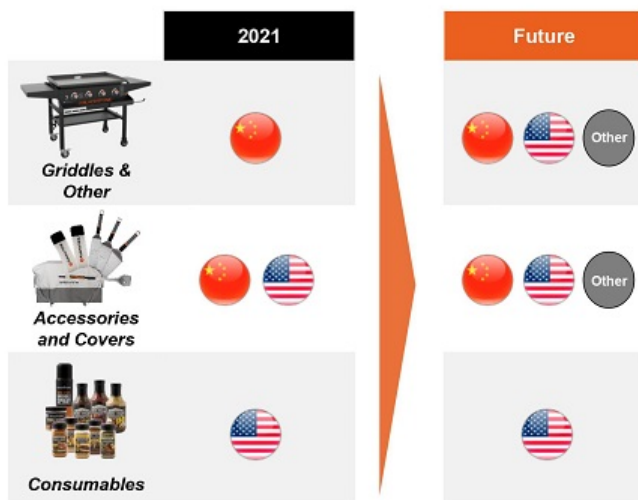 2021
Future
Griddles &
Other
Other
Accessories
and Covers
Other
Consumables